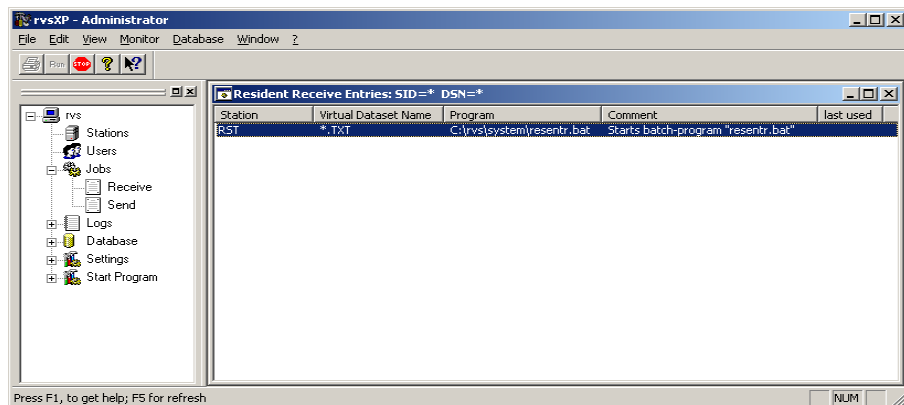 rvsXP - Administrator
File Edit View Monitor Database Window ?
Run STOP ? ?
rvs
Stations
Users
Jobs
Receive
Send
Logs
Database
Settings
Start Program
Resident Receive Entries: SID=* DSN=*
Station Virtual Dataset Name Program Comment last used
RST *.TXT C:\rvs\system\resentr.bat Starts batch-program "resentr.bat"
Press F1, to get help; F5 for refresh NUM